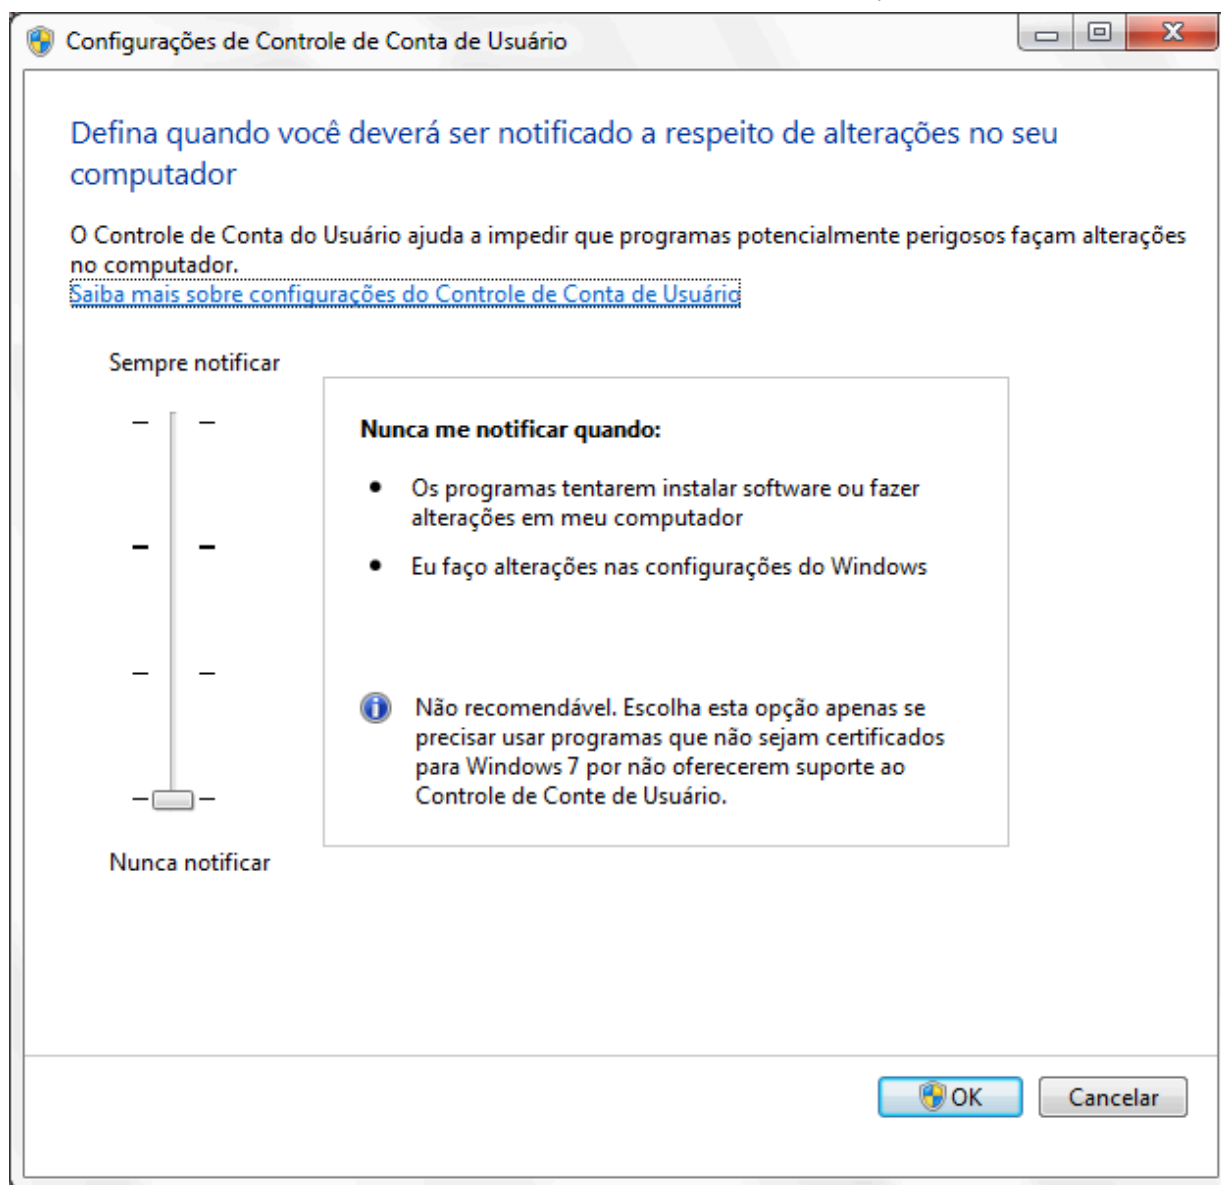 Configurações de Controle de Conta de Usuário
Defina quando você deverá ser notificado a respeito de alterações no seu
computador
O Controle de Conta do Usuário ajuda a impedir que programas potencialmente perigosos façam alterações
no computador.
Saiba mais sobre configurações do Controle de Conta de Usuário
Sempre notificar
Nunca me notificar quando:
Os programas tentarem instalar software ou fazer
alterações em meu computador
Eu faço alterações nas configurações do Windows
Não recomendável. Escolha esta opção apenas se
precisar usar programas que não sejam certificados
para Windows 7 por não oferecerem suporte ao
Controle de Conte de Usuário.
Nunca notificar
OK
Cancelar